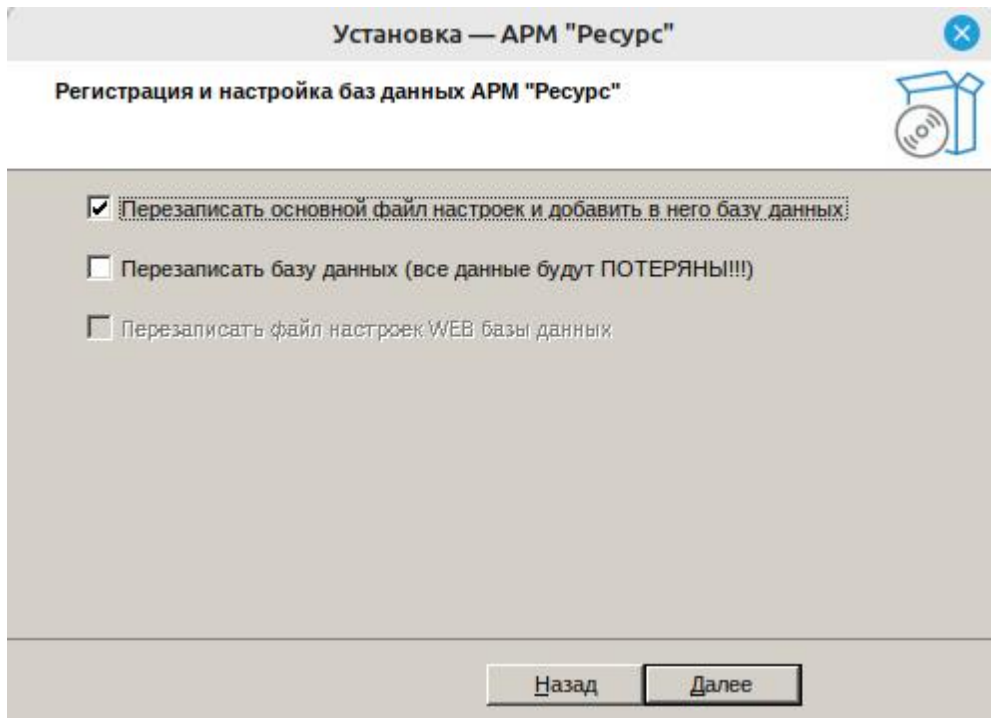 Установка — АРМ "Ресурс"
Регистрация и настройка баз данных АРМ "Ресурс"
Перезаписать основной файл настроек и добавить в него базу данных
Перезаписать базу данных (все данные будут ПОТЕРЯНЫ!!!)
Перезаписать файл настроек WEB базы данных
Назад Далее